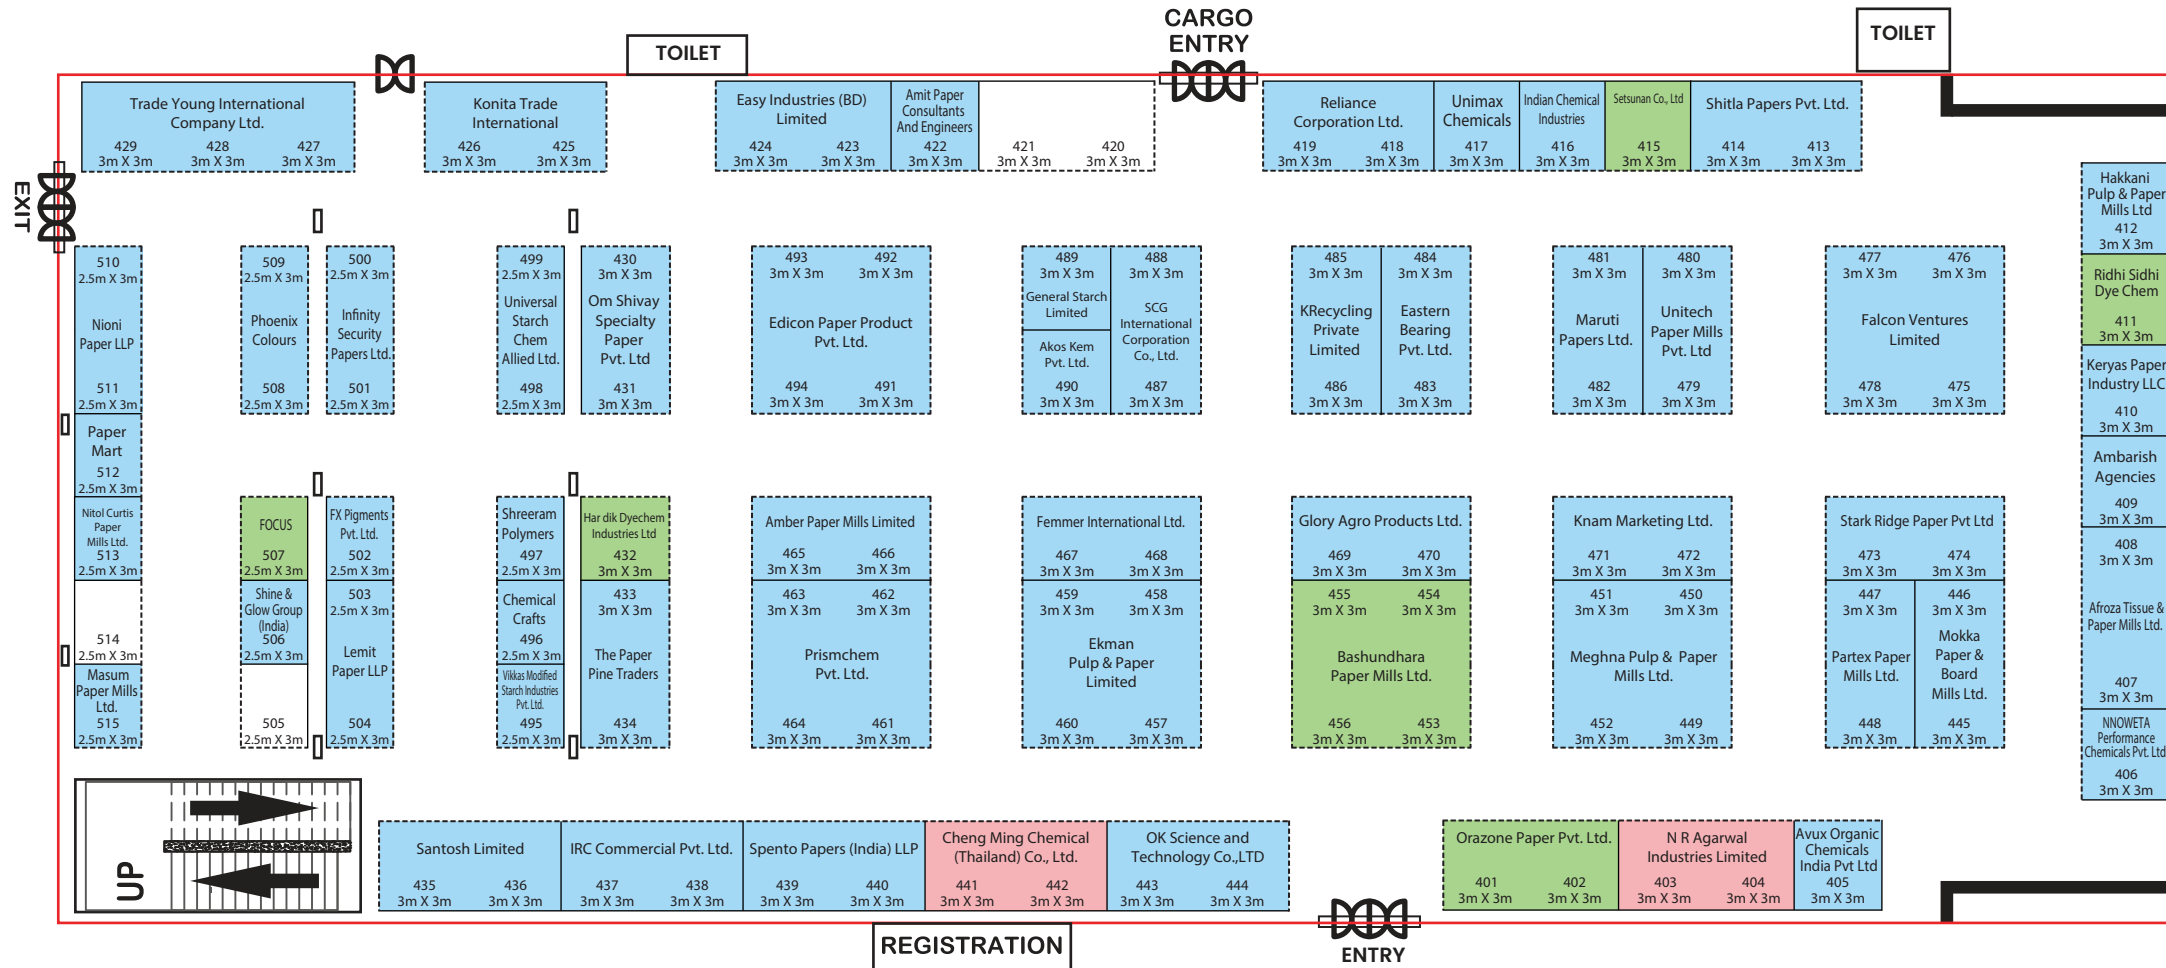 CARGO
ENTRY
TOILET
TOILET
Trade Young International
Company Ltd.
429 428 427
3m X 3m 3m X 3m 3m X 3m
Konita Trade
International
426 425
3m X 3m 3m X 3m
Easy Industries (BD)
Limited
424 423
3m X 3m 3m X 3m
Amit Paper
Consultants
And Engineers
422
3m X 3m
421 420
3m X 3m 3m X 3m
Reliance
Corporation Ltd.
419 418
3m X 3m 3m X 3m
Unimax
Chemicals
417
3m X 3m
Indian Chemical
Industries
416
3m X 3m
Setsunan Co., Ltd
415
3m X 3m
Shitla Papers Pvt. Ltd.
414 413
3m X 3m 3m X 3m
EXIT
Hakkani
Pulp & Paper
Mills Ltd
412
3m X 3m
Ridhi Sidhi
Dye Chem
411
3m X 3m
Keryas Paper
Industry LLC
410
3m X 3m
Ambarish
Agencies
409
3m X 3m
408
3m X 3m
Afroza Tissue &
Paper Mills Ltd.
407
3m X 3m
NNOWETA
Performance
Chemicals Pvt. Ltd
406
3m X 3m
510
2.5m X 3m
Nioni
Paper LLP
511
2.5m X 3m
Paper
Mart
512
2.5m X 3m
Nitol Curtis
Paper
Mills Ltd.
513
2.5m X 3m
514
2.5m X 3m
Masum
Paper Mills
Ltd.
515
2.5m X 3m
509
2.5m X 3m
Phoenix
Colours
508
2.5m X 3m
500
2.5m X 3m
Infinity
Security
Papers Ltd.
501
2.5m X 3m
499
2.5m X 3m
Universal
Starch
Chem
Allied Ltd.
498
2.5m X 3m
430
3m X 3m
Om Shivay
Specialty
Paper
Pvt. Ltd
431
3m X 3m
493 492
3m X 3m 3m X 3m
Edicon Paper Product
Pvt. Ltd.
494 491
3m X 3m 3m X 3m
489
3m X 3m
General Starch
Limited
Akos Kem
Pvt. Ltd.
490
3m X 3m
488
3m X 3m
SCG
International
Corporation
Co., Ltd.
487
3m X 3m
485
3m X 3m
KRecycling
Private
Limited
486
3m X 3m
484
3m X 3m
Eastern
Bearing
Pvt. Ltd.
483
3m X 3m
481
3m X 3m
Maruti
Papers Ltd.
482
3m X 3m
480
3m X 3m
Unitech
Paper Mills
Pvt. Ltd
479
3m X 3m
477 476
3m X 3m 3m X 3m
Falcon Ventures
Limited
478 475
3m X 3m 3m X 3m
FOCUS
507
2.5m X 3m
Shine &
Glow Group
(India)
506
2.5m X 3m
505
2.5m X 3m
FX Pigments
Pvt. Ltd.
502
2.5m X 3m
503
2.5m X 3m
Lemit
Paper LLP
504
2.5m X 3m
Shreeram
Polymers
497
2.5m X 3m
Chemical
Crafts
496
2.5m X 3m
Vikkas Modified
Starch Industries
Pvt. Ltd.
495
2.5m X 3m
Har dik Dyechem
Industries Ltd
432
3m X 3m
433
3m X 3m
The Paper
Pine Traders
434
3m X 3m
Amber Paper Mills Limited
465 466
3m X 3m 3m X 3m
463 462
3m X 3m 3m X 3m
Prismchem
Pvt. Ltd.
464 461
3m X 3m 3m X 3m
Femmer International Ltd.
467 468
3m X 3m 3m X 3m
459 458
3m X 3m 3m X 3m
Ekman
Pulp & Paper
Limited
460 457
3m X 3m 3m X 3m
Glory Agro Products Ltd.
469 470
3m X 3m 3m X 3m
455 454
3m X 3m 3m X 3m
Bashundhara
Paper Mills Ltd.
456 453
3m X 3m 3m X 3m
Knam Marketing Ltd.
471 472
3m X 3m 3m X 3m
451 450
3m X 3m 3m X 3m
Meghna Pulp & Paper
Mills Ltd.
452 449
3m X 3m 3m X 3m
Stark Ridge Paper Pvt Ltd
473 474
3m X 3m 3m X 3m
447
3m X 3m
Partex Paper
Mills Ltd.
448
3m X 3m
446
3m X 3m
Mokka
Paper &
Board
Mills Ltd.
445
3m X 3m
UP
Santosh Limited
435 436
3m X 3m 3m X 3m
IRC Commercial Pvt. Ltd.
437 438
3m X 3m 3m X 3m
Spento Papers (India) LLP
439 440
3m X 3m 3m X 3m
Cheng Ming Chemical
(Thailand) Co., Ltd.
441 442
3m X 3m 3m X 3m
OK Science and
Technology Co.,LTD
443 444
3m X 3m 3m X 3m
Orazone Paper Pvt. Ltd.
401 402
3m X 3m 3m X 3m
N R Agarwal
Industries Limited
403 404
3m X 3m 3m X 3m
Avux Organic
Chemicals
India Pvt Ltd
405
3m X 3m
REGISTRATION
ENTRY